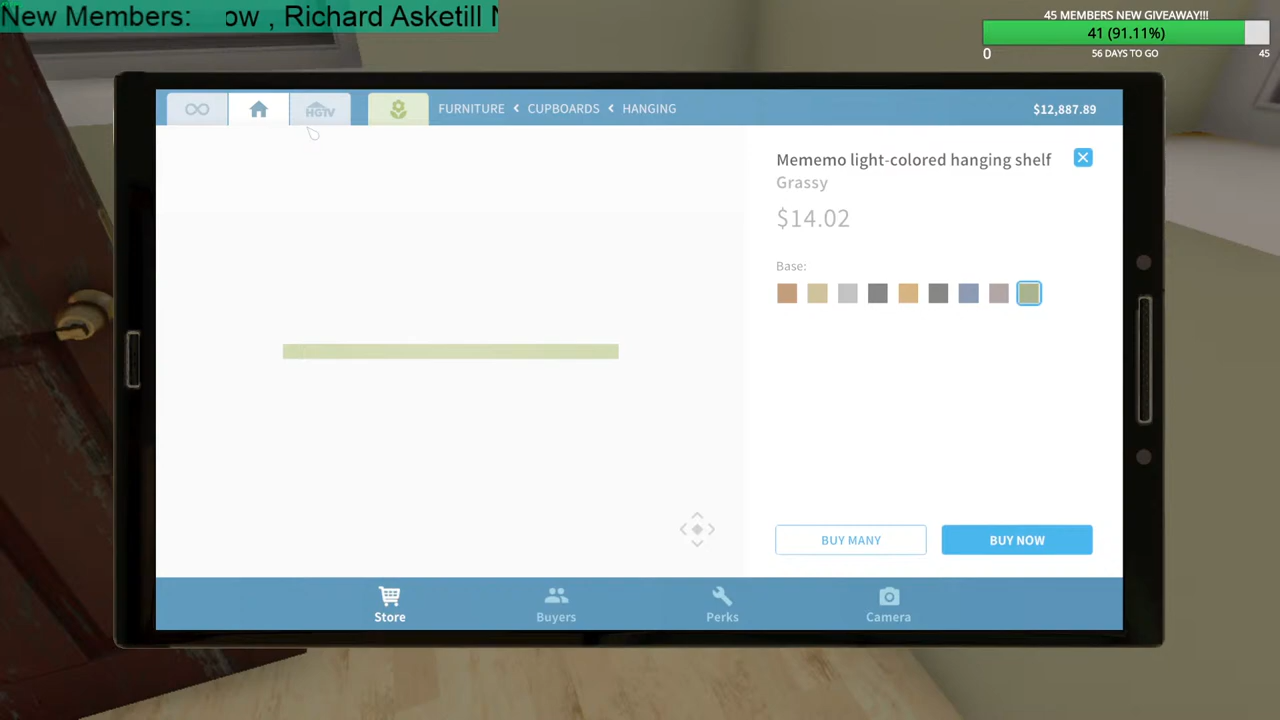 New Members: ow , Richard Asketill
45 MEMBERS NEW GIVEAWAY!!!
41 (91.11%)
0
56 DAYS TO GO
45
HGTV
FURNITURE < CUPBOARDS < HANGING
$12,887.89
Mememo light-colored hanging shelf
Grassy
$14.02
Base:
BUY MANY
BUY NOW
Store
Buyers
Perks
Camera